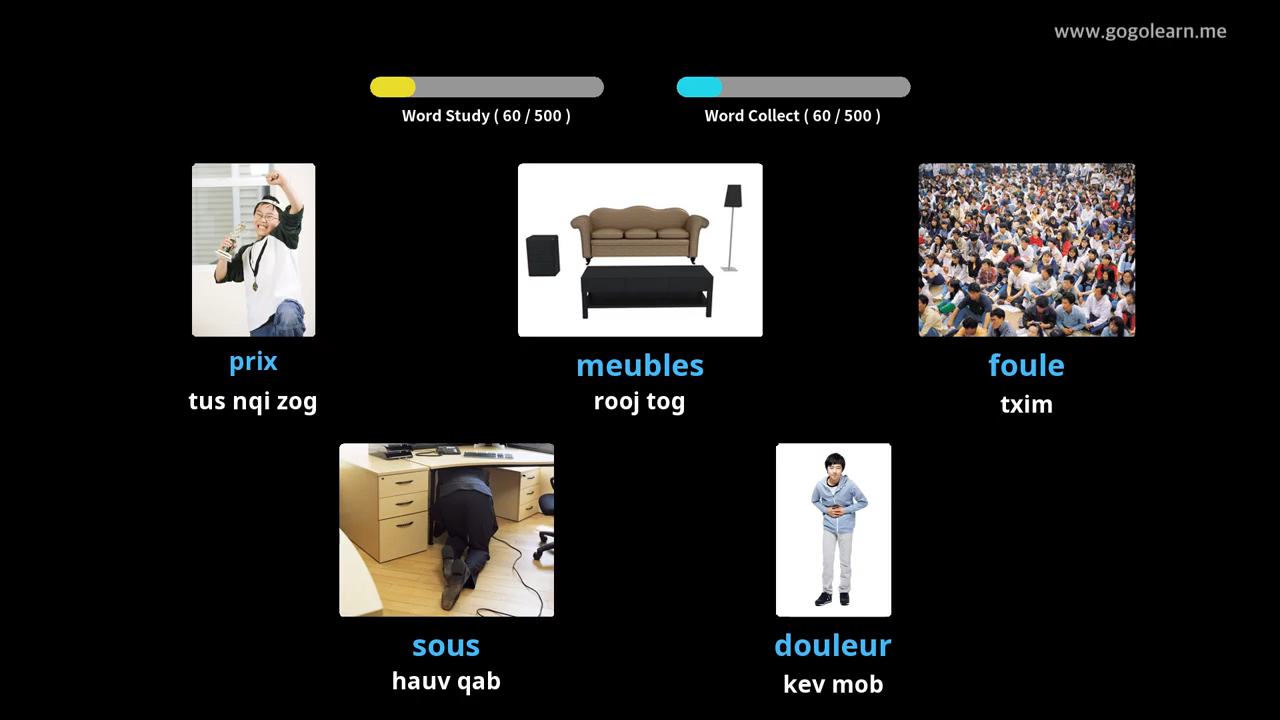 www.gogolearn.me
Word Study ( 60 / 500 )
Word Collect ( 60 / 500 )
prix
tus nqi zog
meubles
rooj tog
foule
txim
sous
hauv qab
douleur
kev mob